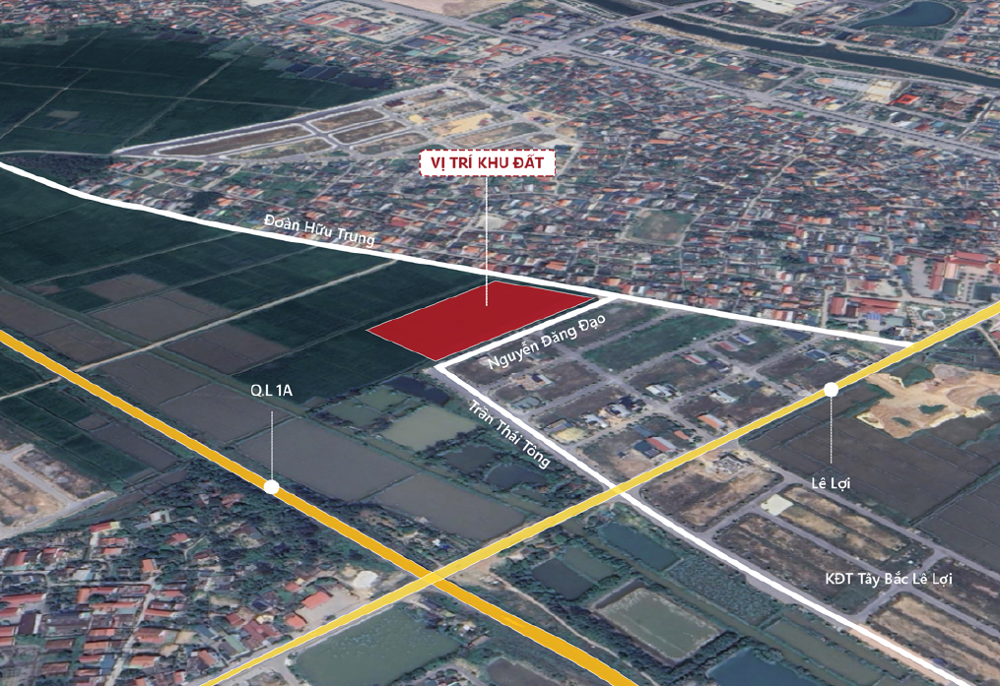 VỊ TRÍ KHU ĐẤT
Đoàn Hữu Trưng
Nguyễn Đăng Đạo
Q.L 1A
Trần Thái Tông
Lê Lợi
KĐT Tây Bắc Lê Lợi